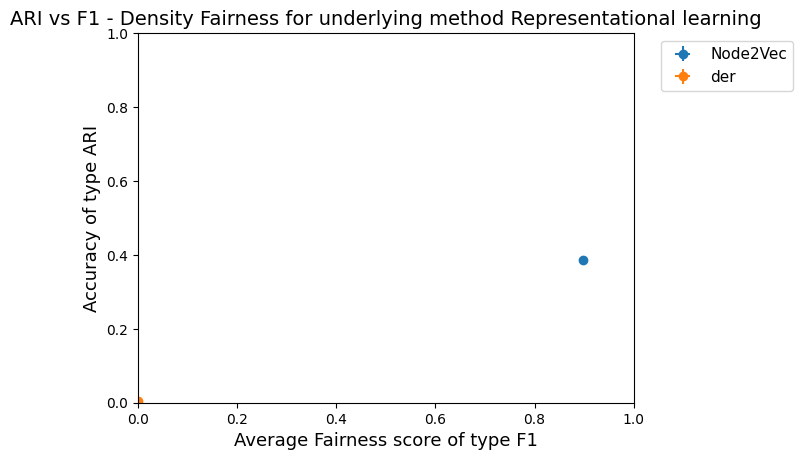 ARI vs F1 - Density Fairness for underlying method Representational learning
Node2Vec
der
Accuracy of type ARI
1.0
0.8
0.6
0.4
0.2
0.0
0.0 0.2 0.4 0.6 0.8 1.0
Average Fairness score of type F1